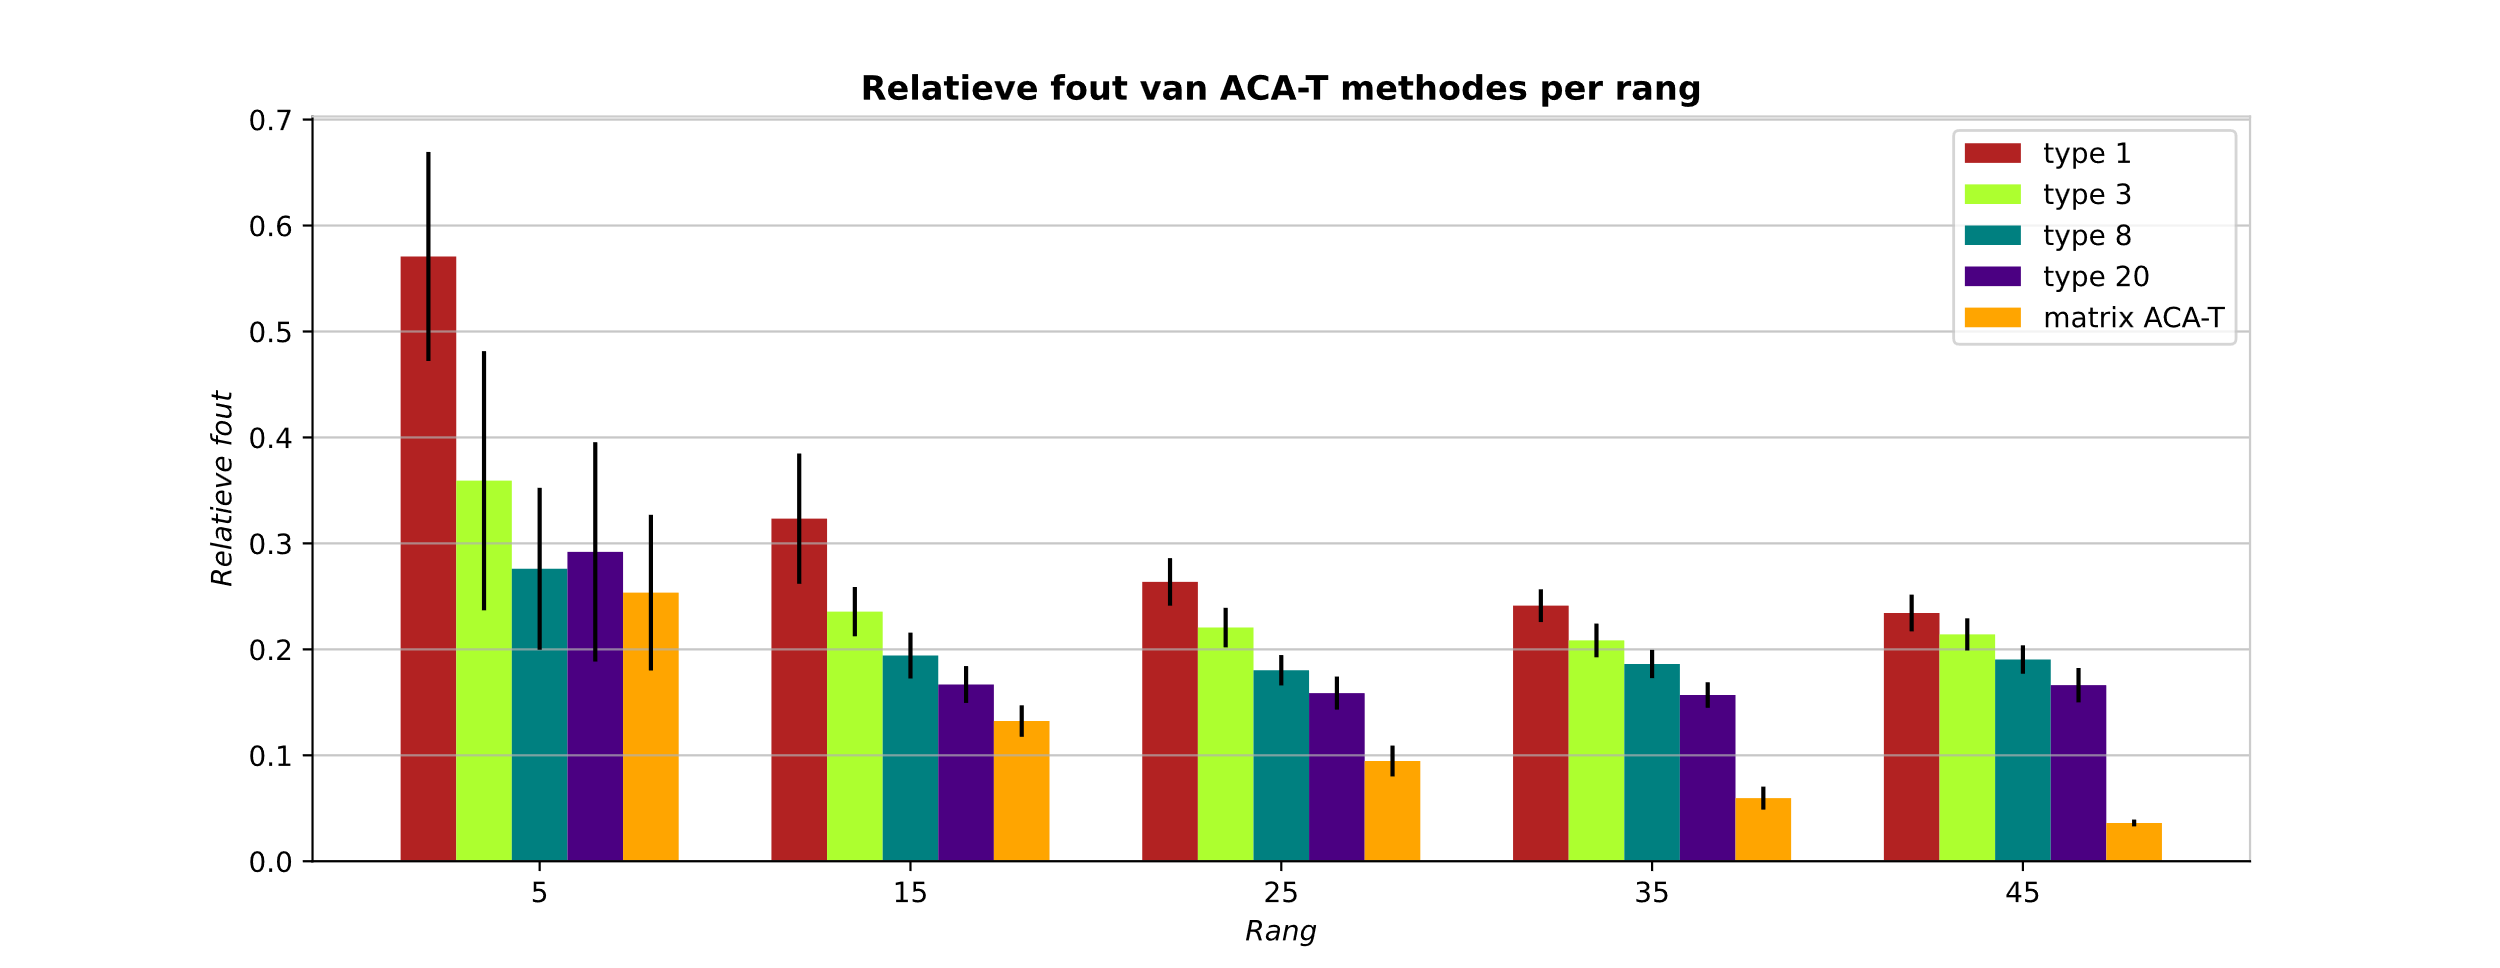 Relatieve fout van ACA-T methodes per rang
0.7
0.6
0.5
0.4
0.3
0.2
0.1
0.0
Relatieve fout
type 1
type 3
type 8
type 20
matrix ACA-T
5 15 25 35 45
Rang